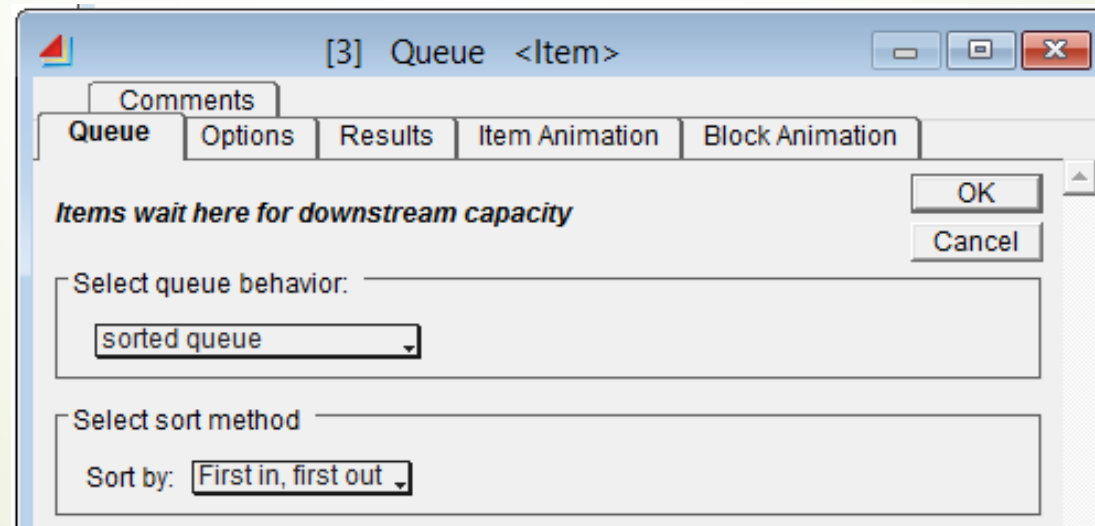 [3] Queue <Item>
Comments
Queue Options Results Item Animation Block Animation
Items wait here for downstream capacity
OK
Cancel
Select queue behavior:
sorted queue
Select sort method
Sort by: First in, first out